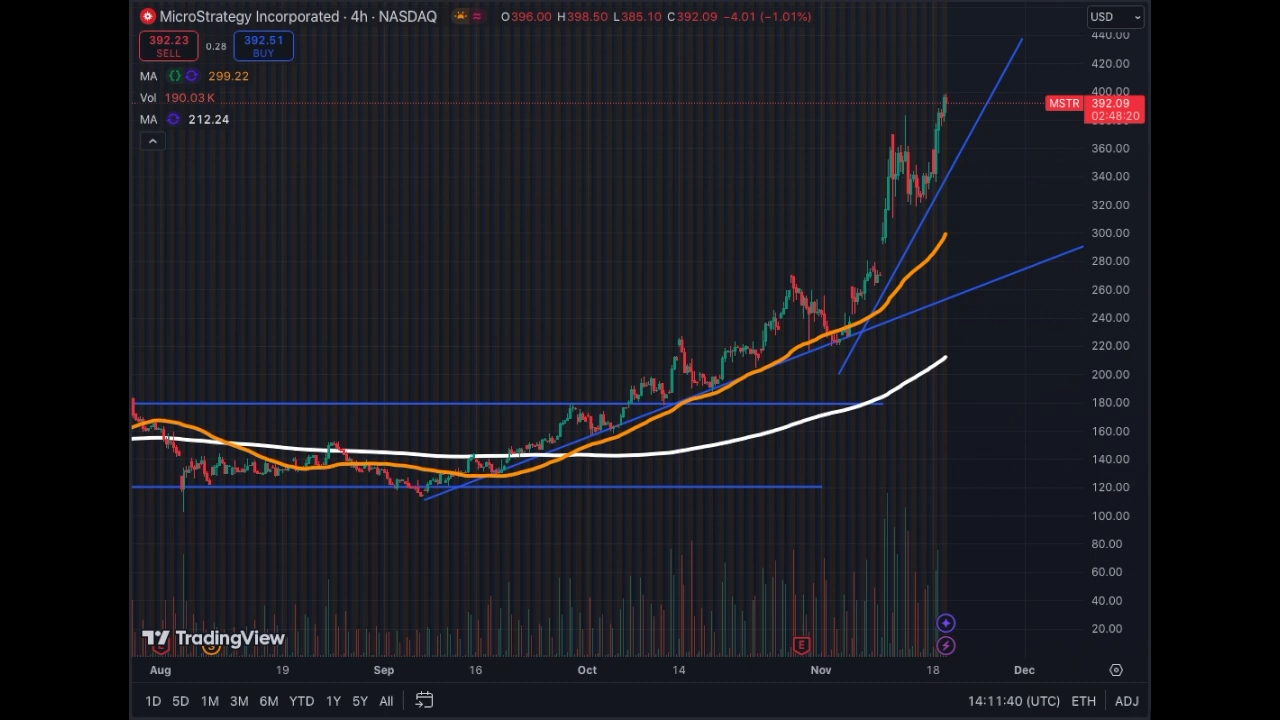 MicroStrategy Incorporated · 4h · NASDAQ O396.00 H398.50 L385.10 C392.09 −4.01 (−1.01%) USD
392.23 0.28 392.51
SELL BUY
MA 299.22
Vol 190.03 K
MA 212.24
440.00
420.00
400.00
MSTR 392.09
02:48:20
360.00
340.00
320.00
300.00
280.00
260.00
240.00
220.00
200.00
180.00
160.00
140.00
120.00
100.00
80.00
60.00
40.00
20.00
E
TradingView
Aug 19 Sep 16 Oct 14 Nov 18 Dec
1D 5D 1M 3M 6M YTD 1Y 5Y All 14:11:40 (UTC) ETH ADJ